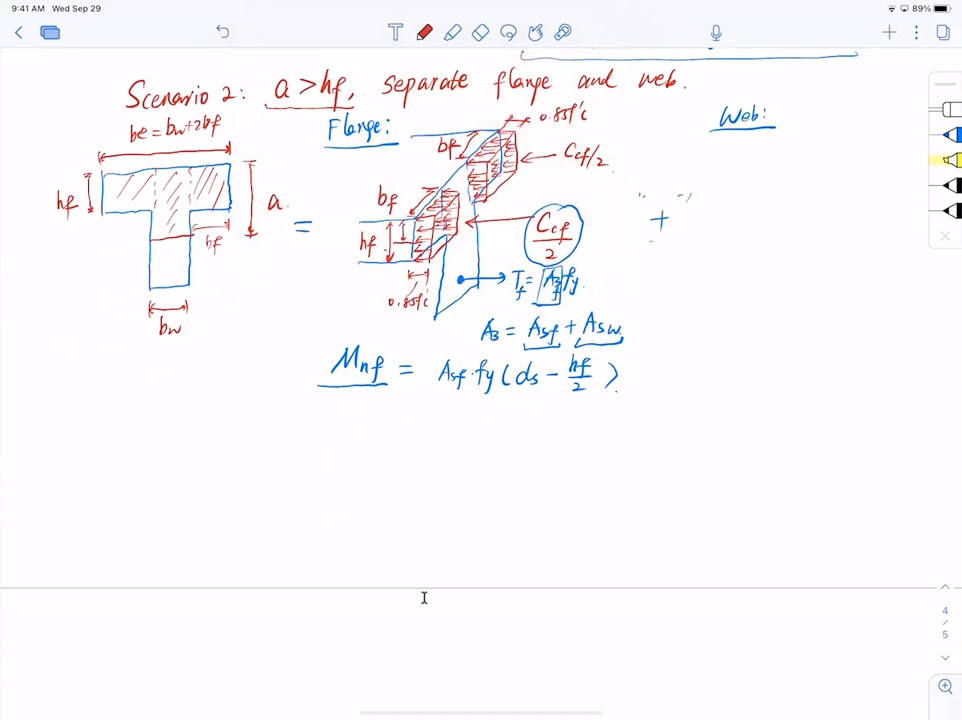 9:41 AM Wed Sep 29
89%
Scenario 2: a > hf, separate flange and web.
be = bw + 2bf
Flange:
0.85f'c
Web:
bf
Ccf/2
hf
a
bf
bf
=
hf
Ccf/2
+
0.85f'c
Tf = Asf fy
bw
As = Asf + Asw
Mnf = Asf · fy (ds - hf/2)
4
/
5